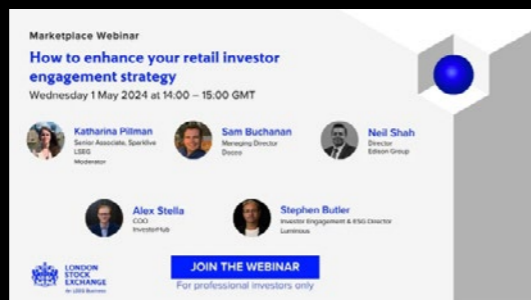 Marketplace Webinar
How to enhance your retail investor
engagement strategy
Wednesday 1 May 2024 at 14:00 – 15:00 GMT
Katharina Pillman
Senior Associate, Sparklive
LSEG
Moderator
Sam Buchanan
Managing Director
Dococo
Neil Shah
Director
Edison Group
Alex Stella
COO
InvestorHub
Stephen Butler
Investor Engagement & ESG Director
Luminous
LONDON
STOCK
EXCHANGE
An LSEG Business
JOIN THE WEBINAR
For professional investors only